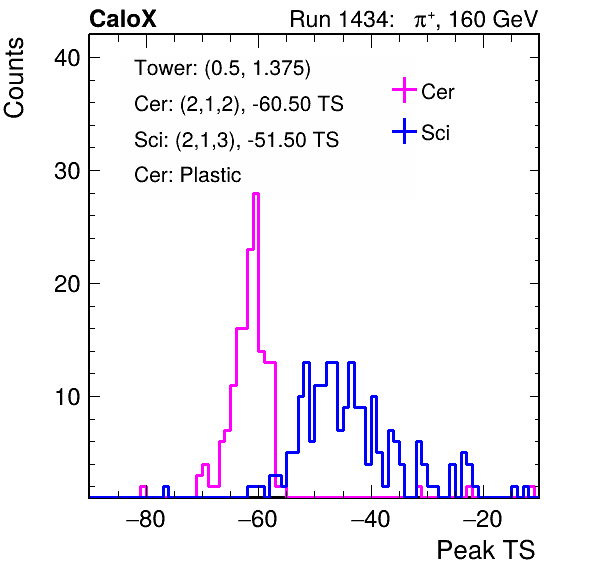 CaloX Run 1434: π⁺, 160 GeV
Counts
40
30
20
10
Tower: (0.5, 1.375)
Cer: (2,1,2), -60.50 TS
Sci: (2,1,3), -51.50 TS
Cer: Plastic
Cer
Sci
−80 −60 −40 −20
Peak TS